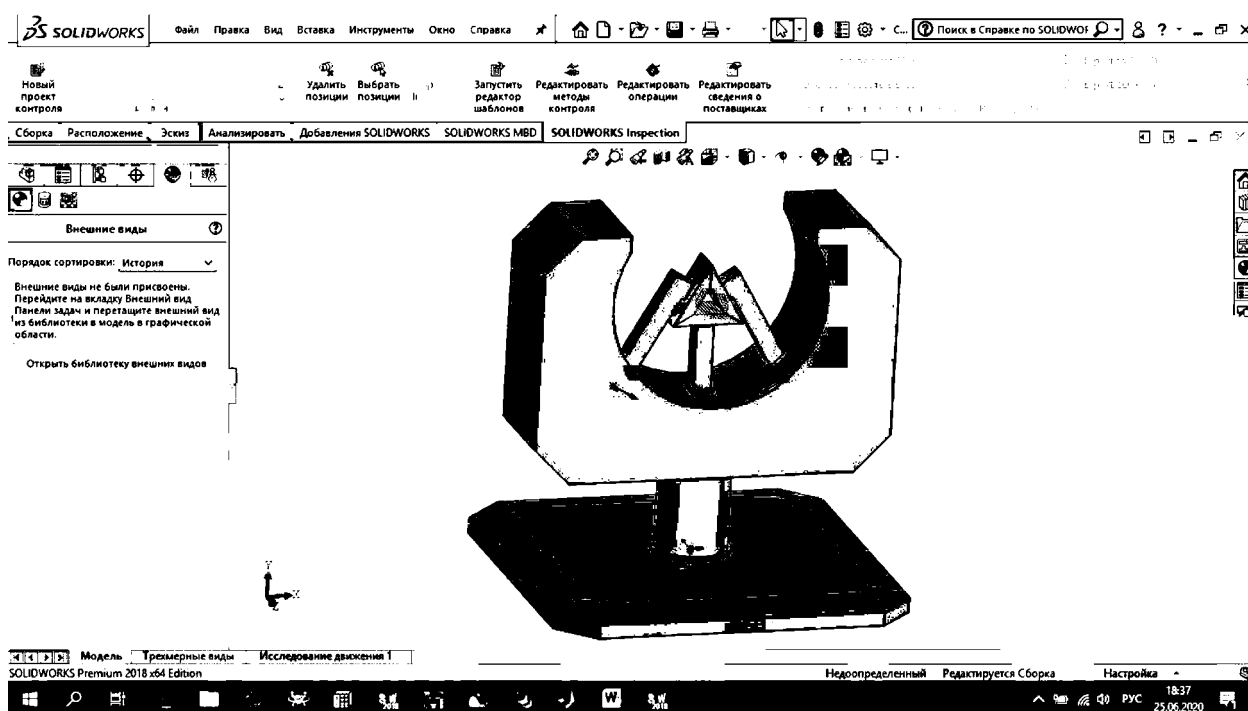 SOLIDWORKS
Файл Правка Вид Вставка Инструменты Окно Справка
С...
Поиск в Справке по SOLIDWOF
Новый
проект
контроля
Удалить
позиции
Выбрать
позиции
Запустить
редактор
шаблонов
Редактировать
методы
контроля
Редактировать
операции
Редактировать
сведения о
поставщиках
Сборка Расположение Эскиз Анализировать Добавления SOLIDWORKS SOLIDWORKS MBD SOLIDWORKS Inspection
Внешние виды
Порядок сортировки: История
Внешние виды не были присвоены.
Перейдите на вкладку Внешний вид
Панели задач и перетащите внешний вид
из библиотеки в модель в графической
области.
Открыть библиотеку внешних видов
Y
X
Z
Модель Трехмерные виды Исследование движения 1
SOLIDWORKS Premium 2018 x64 Edition
Недоопределенный Редактируется Сборка Настройка
РУС
18:37
25.06.2020